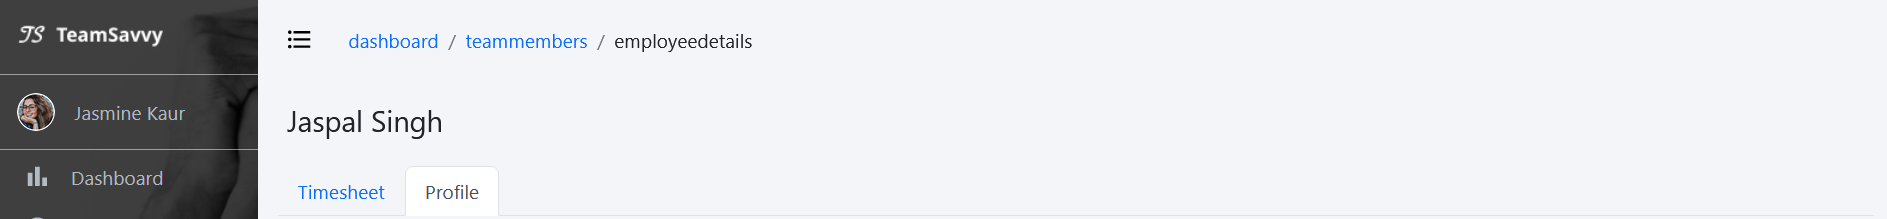 TS TeamSavvy
dashboard / teammembers / employeedetails
Jasmine Kaur
Jaspal Singh
Dashboard
Timesheet
Profile